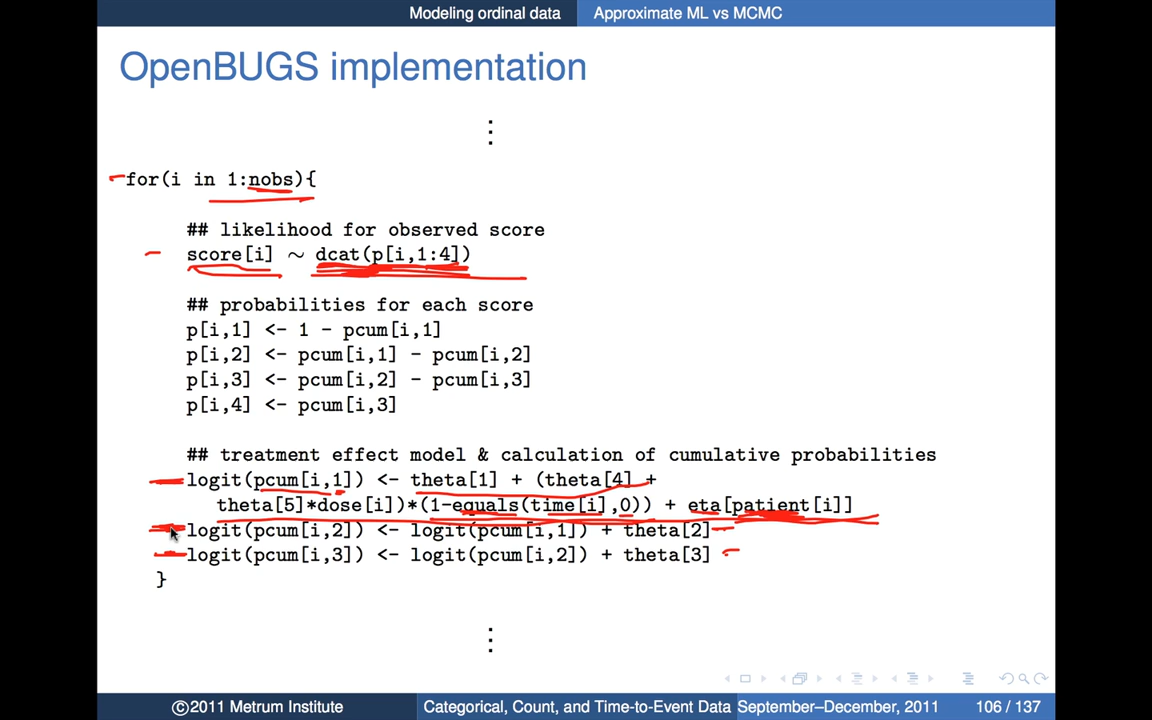 Modeling ordinal data Approximate ML vs MCMC
OpenBUGS implementation
for(i in 1:nobs){
## likelihood for observed score
score[i] ~ dcat(p[i,1:4])
## probabilities for each score
p[i,1] <- 1 - pcum[i,1]
p[i,2] <- pcum[i,1] - pcum[i,2]
p[i,3] <- pcum[i,2] - pcum[i,3]
p[i,4] <- pcum[i,3]
## treatment effect model & calculation of cumulative probabilities
logit(pcum[i,1]) <- theta[1] + (theta[4] +
theta[5]*dose[i])*(1-equals(time[i],0)) + eta[patient[i]]
logit(pcum[i,2]) <- logit(pcum[i,1]) + theta[2]
logit(pcum[i,3]) <- logit(pcum[i,2]) + theta[3]
}
©2011 Metrum Institute Categorical, Count, and Time-to-Event Data September–December, 2011 106 / 137